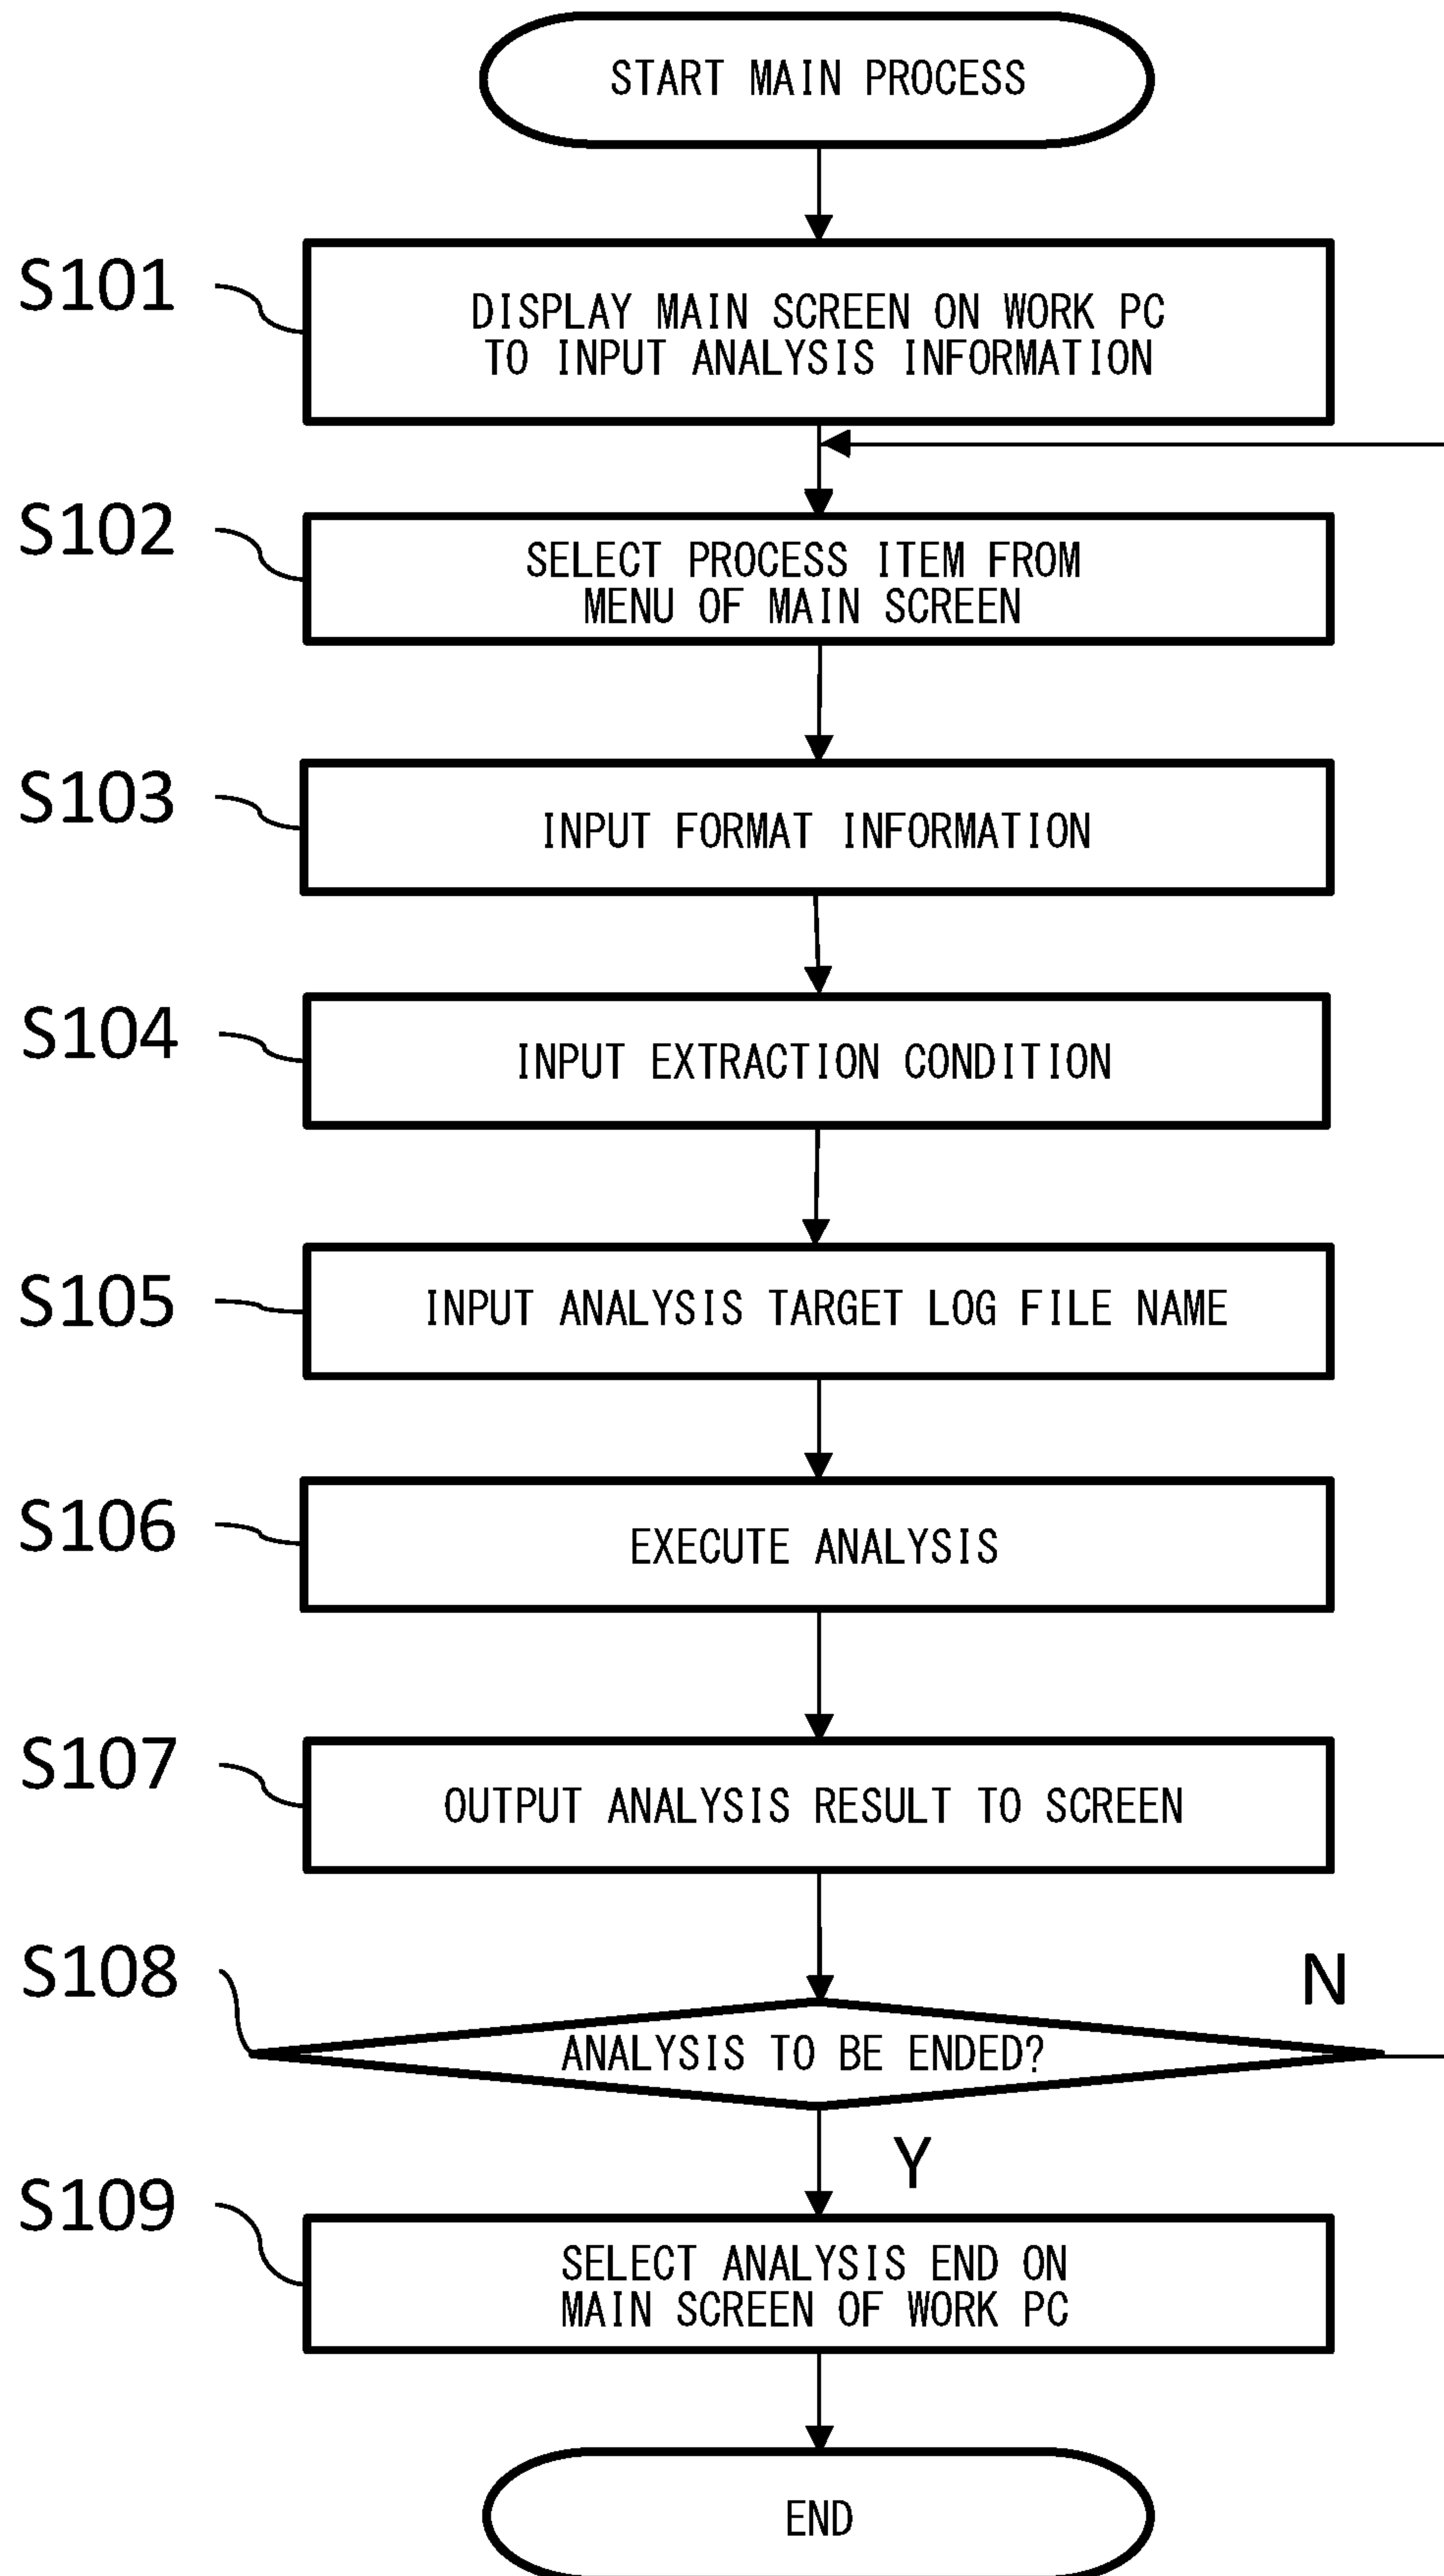 START MAIN PROCESS
S101
DISPLAY MAIN SCREEN ON WORK PC
TO INPUT ANALYSIS INFORMATION
S102
SELECT PROCESS ITEM FROM
MENU OF MAIN SCREEN
S103
INPUT FORMAT INFORMATION
S104
INPUT EXTRACTION CONDITION
S105
INPUT ANALYSIS TARGET LOG FILE NAME
S106
EXECUTE ANALYSIS
S107
OUTPUT ANALYSIS RESULT TO SCREEN
S108
N
ANALYSIS TO BE ENDED?
Y
S109
SELECT ANALYSIS END ON
MAIN SCREEN OF WORK PC
END